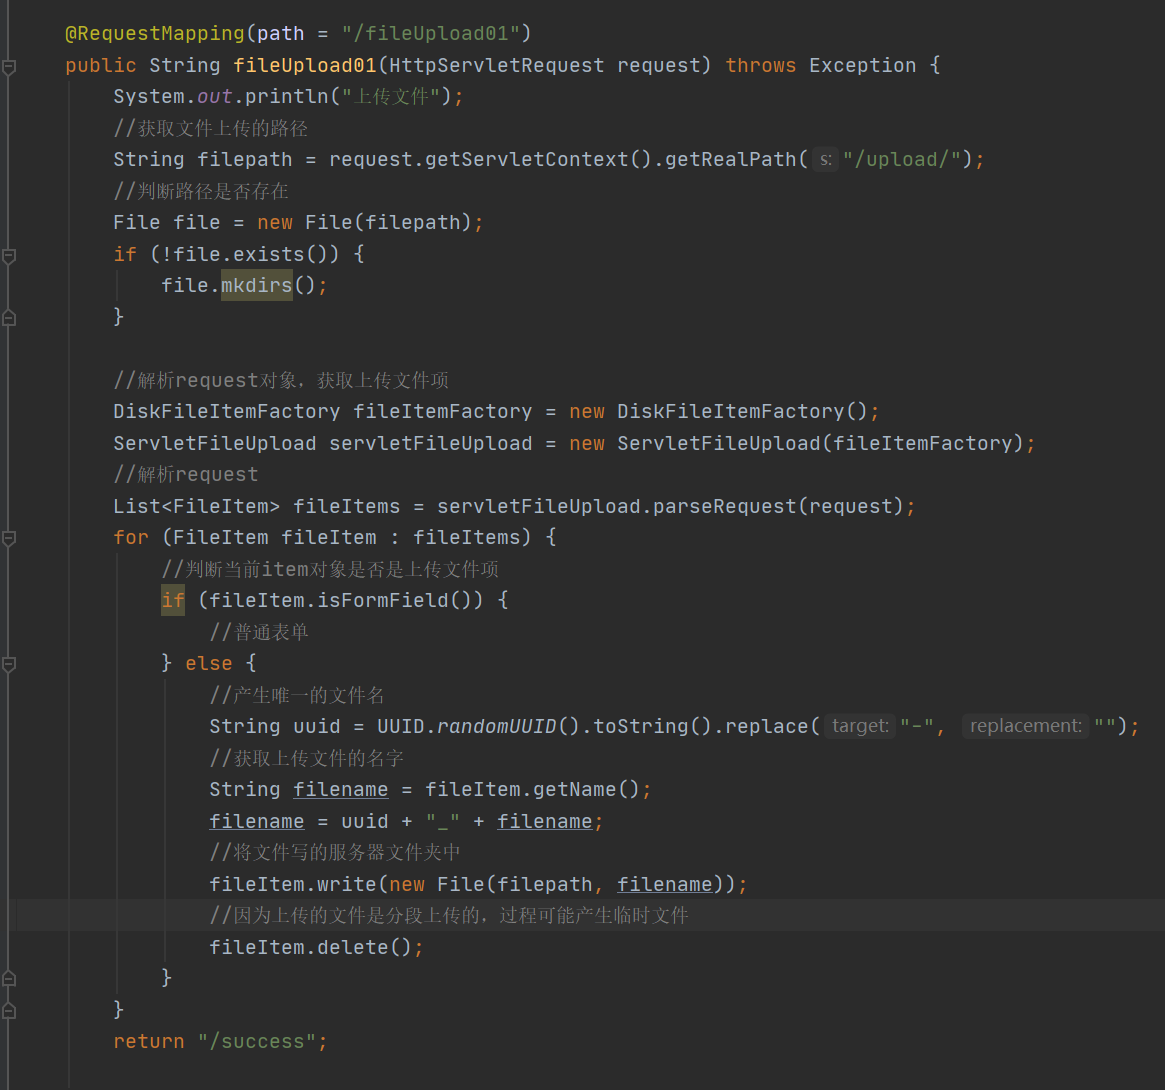 @RequestMapping(path = "/fileUpload01")
public String fileUpload01(HttpServletRequest request) throws Exception {
System.out.println("上传文件");
//获取文件上传的路径
String filepath = request.getServletContext().getRealPath( s: "/upload/");
//判断路径是否存在
File file = new File(filepath);
if (!file.exists()) {
file.mkdirs();
}
//解析request对象，获取上传文件项
DiskFileItemFactory fileItemFactory = new DiskFileItemFactory();
ServletFileUpload servletFileUpload = new ServletFileUpload(fileItemFactory);
//解析request
List<FileItem> fileItems = servletFileUpload.parseRequest(request);
for (FileItem fileItem : fileItems) {
//判断当前item对象是否是上传文件项
if (fileItem.isFormField()) {
//普通表单
} else {
//产生唯一的文件名
String uuid = UUID.randomUUID().toString().replace( target: "-", replacement: "");
//获取上传文件的名字
String filename = fileItem.getName();
filename = uuid + "_" + filename;
//将文件写的服务器文件夹中
fileItem.write(new File(filepath, filename));
//因为上传的文件是分段上传的，过程可能产生临时文件
fileItem.delete();
}
}
return "/success";